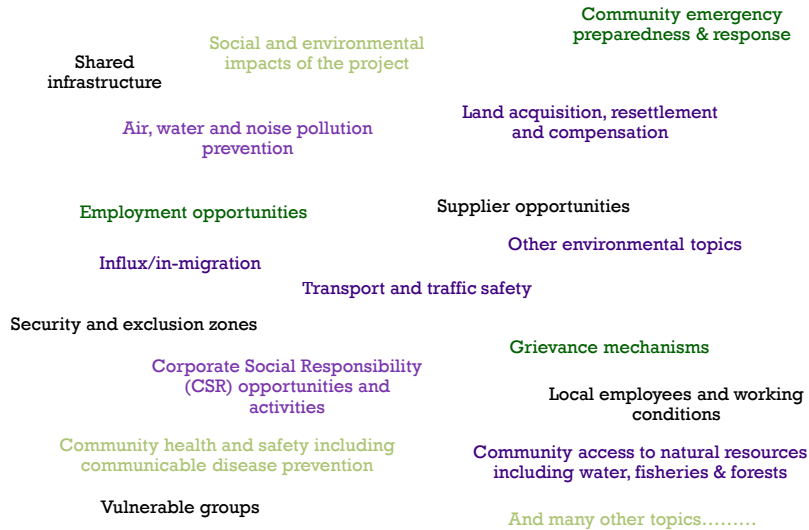 Community emergency
preparedness & response
Social and environmental
impacts of the project
Shared
infrastructure
Land acquisition, resettlement
and compensation
Air, water and noise pollution
prevention
Employment opportunities
Supplier opportunities
Other environmental topics
Influx/in-migration
Transport and traffic safety
Security and exclusion zones
Grievance mechanisms
Corporate Social Responsibility
(CSR) opportunities and
activities
Local employees and working
conditions
Community health and safety including
communicable disease prevention
Community access to natural resources
including water, fisheries & forests
Vulnerable groups
And many other topics………